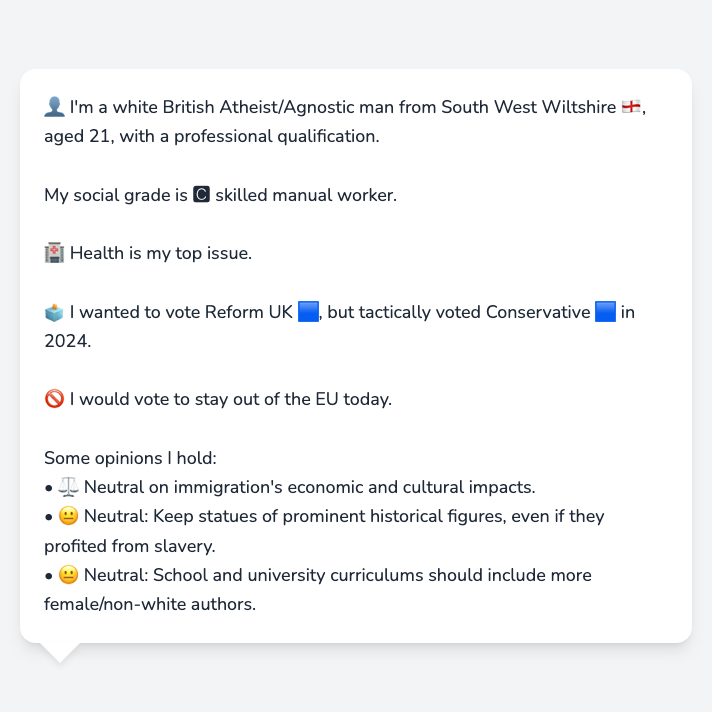 👤 I'm a white British Atheist/Agnostic man from South West Wiltshire 🏴󠁧󠁢󠁥󠁮󠁧󠁿,
aged 21, with a professional qualification.
My social grade is 🅲 skilled manual worker.
🏥 Health is my top issue.
🗳️ I wanted to vote Reform UK 🟦, but tactically voted Conservative 🟦 in
2024.
🚫 I would vote to stay out of the EU today.
Some opinions I hold:
• ⚖️ Neutral on immigration's economic and cultural impacts.
• 😐 Neutral: Keep statues of prominent historical figures, even if they
profited from slavery.
• 😐 Neutral: School and university curriculums should include more
female/non-white authors.